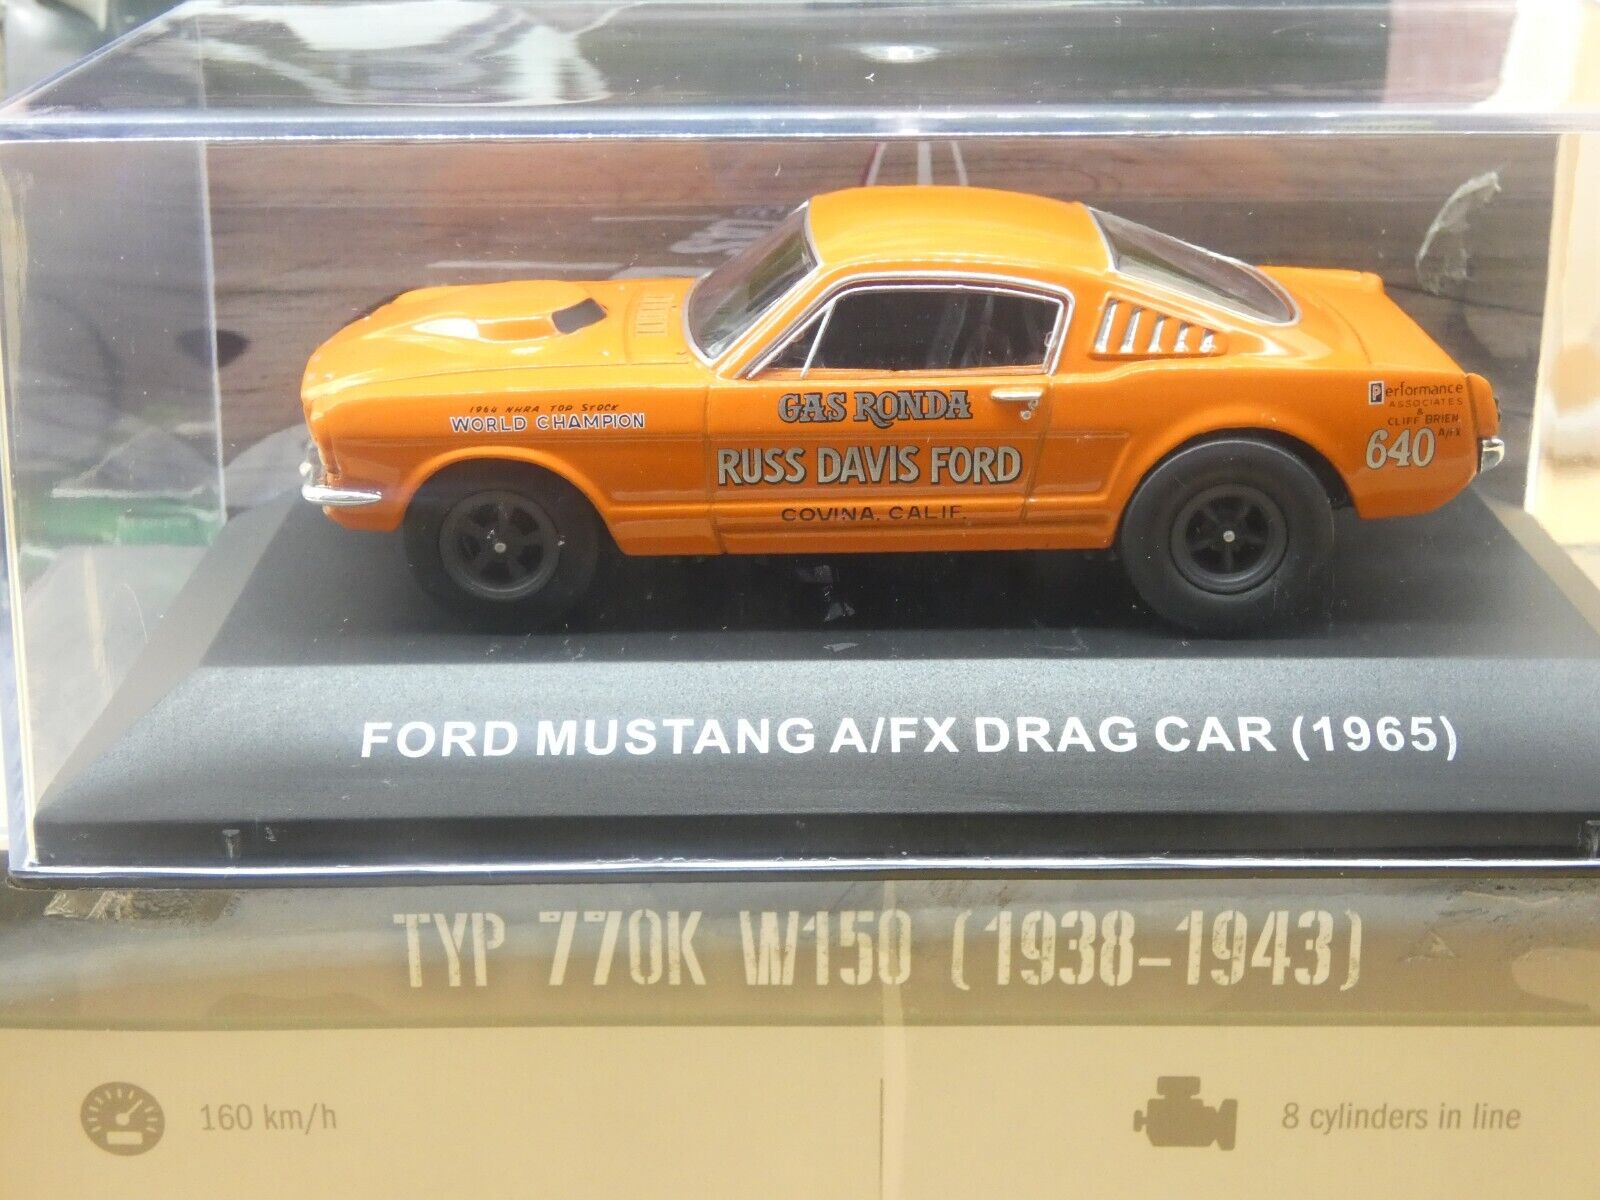 1964 NHRA TOP STOCK
WORLD CHAMPION
GAS RONDA
RUSS DAVIS FORD
COVINA, CALIF.
Performance
ASSOCIATES
&
CLIFF BRIEN
A/FX
640
FORD MUSTANG A/FX DRAG CAR (1965)
TYP 770K W150 (1938-1943)
160 km/h
8 cylinders in line